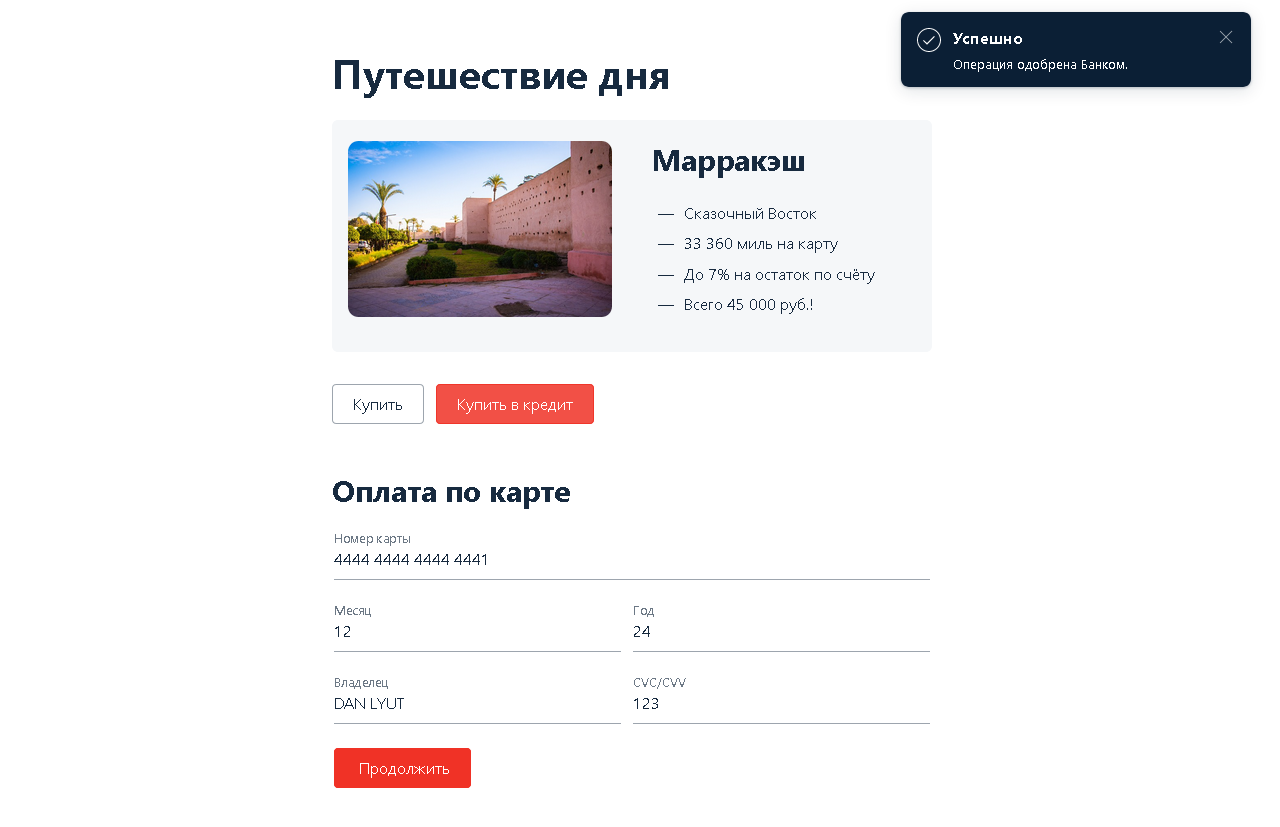 Успешно
Операция одобрена Банком.
Путешествие дня
Марракэш
— Сказочный Восток
— 33 360 миль на карту
— До 7% на остаток по счёту
— Всего 45 000 руб.!
Купить
Купить в кредит
Оплата по карте
Номер карты
4444 4444 4444 4441
Месяц
Год
12
24
Владелец
CVC/CVV
DAN LYUT
123
Продолжить